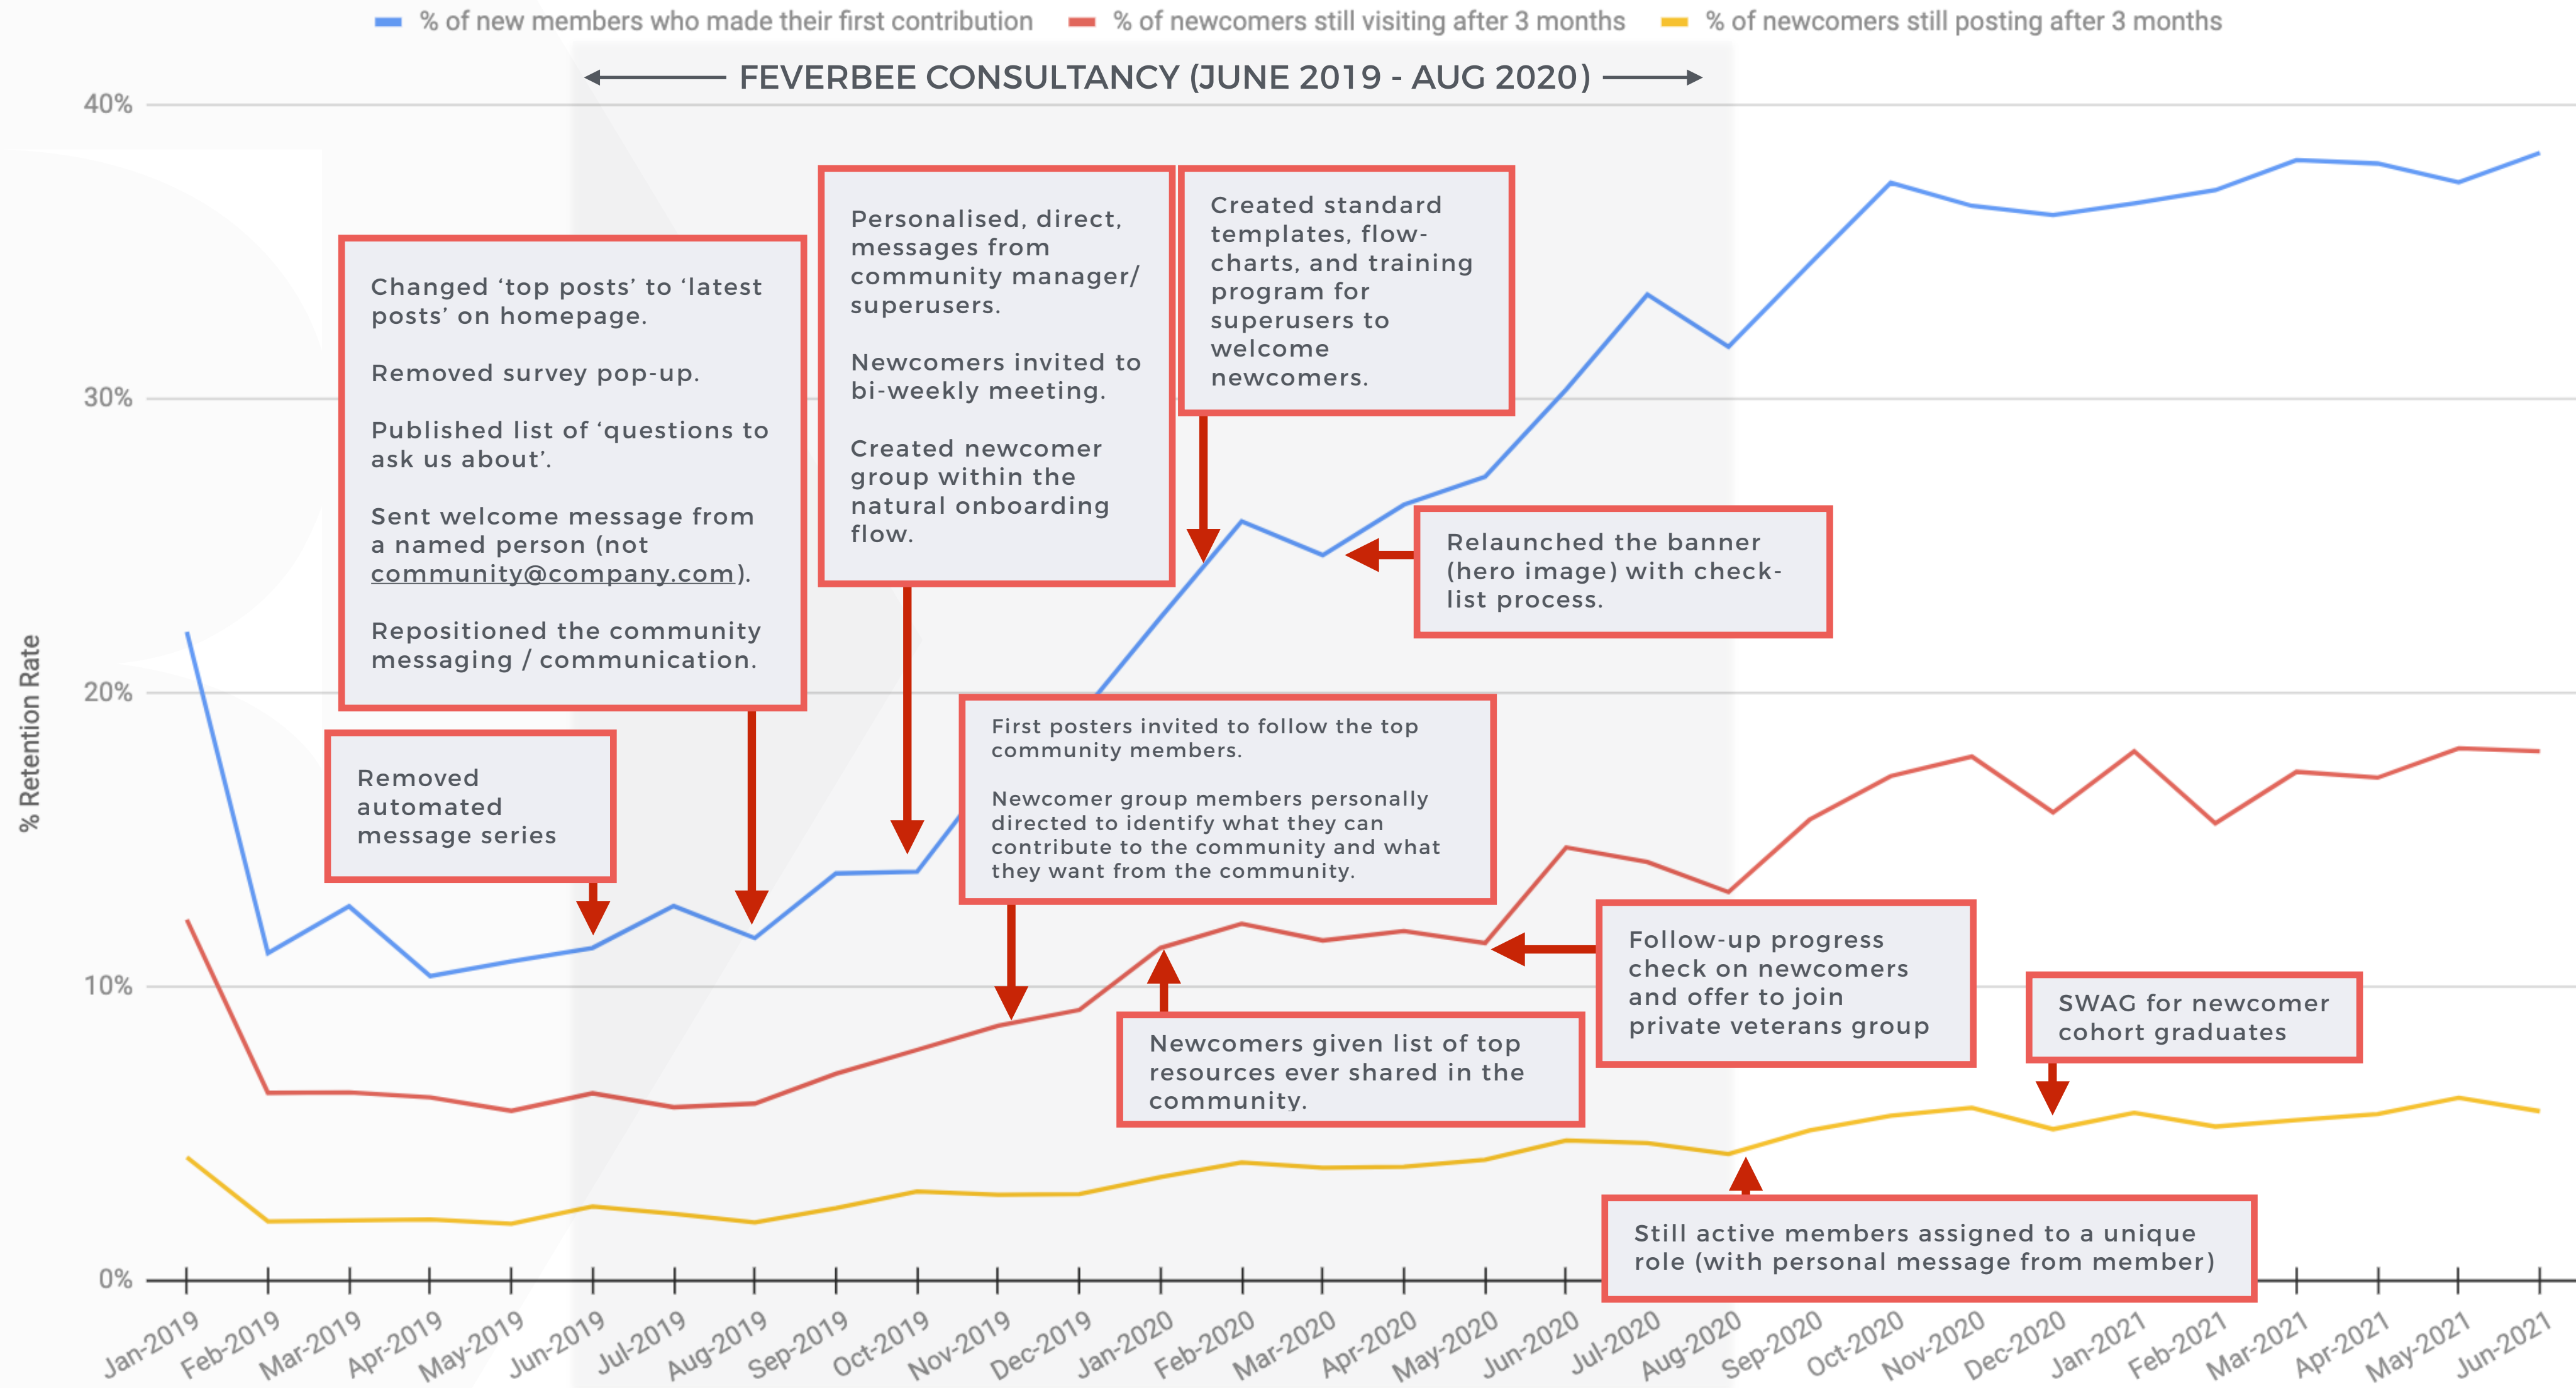 % of new members who made their first contribution
% of newcomers still visiting after 3 months
% of newcomers still posting after 3 months
FEVERBEE CONSULTANCY (JUNE 2019 - AUG 2020)
% Retention Rate
40%
30%
20%
10%
0%
Changed ‘top posts’ to ‘latest
posts’ on homepage.
Removed survey pop-up.
Published list of ‘questions to
ask us about’.
Sent welcome message from
a named person (not
community@company.com).
Repositioned the community
messaging / communication.
Removed
automated
message series
Personalised, direct,
messages from
community manager/
superusers.
Newcomers invited to
bi-weekly meeting.
Created newcomer
group within the
natural onboarding
flow.
Created standard
templates, flow-
charts, and training
program for
superusers to
welcome
newcomers.
Relaunched the banner
(hero image) with check-
list process.
First posters invited to follow the top
community members.
Newcomer group members personally
directed to identify what they can
contribute to the community and what
they want from the community.
Newcomers given list of top
resources ever shared in the
community.
Follow-up progress
check on newcomers
and offer to join
private veterans group
SWAG for newcomer
cohort graduates
Still active members assigned to a unique
role (with personal message from member)
Jan-2019
Feb-2019
Mar-2019
Apr-2019
May-2019
Jun-2019
Jul-2019
Aug-2019
Sep-2019
Oct-2019
Nov-2019
Dec-2019
Jan-2020
Feb-2020
Mar-2020
Apr-2020
May-2020
Jun-2020
Jul-2020
Aug-2020
Sep-2020
Oct-2020
Nov-2020
Dec-2020
Jan-2021
Feb-2021
Mar-2021
Apr-2021
May-2021
Jun-2021